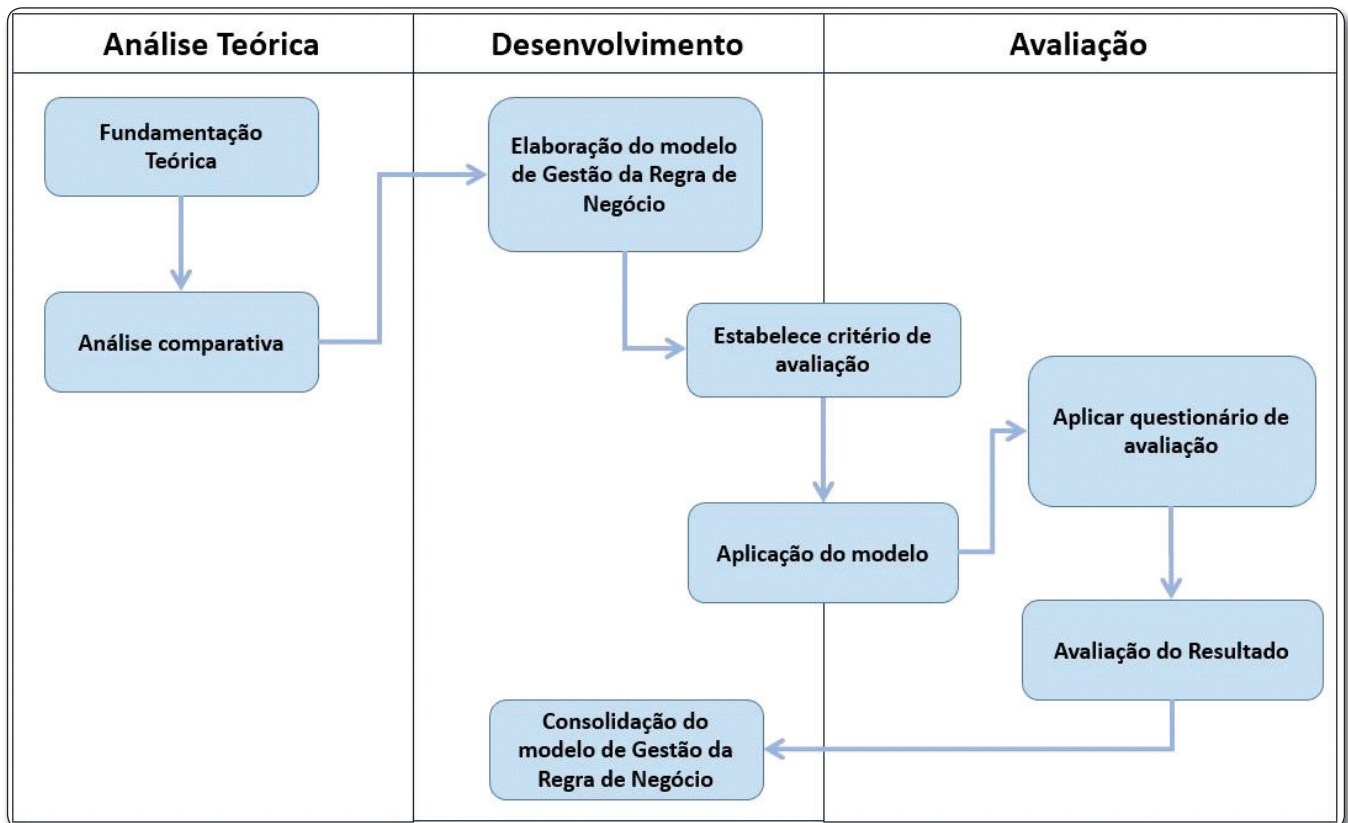 Análise Teórica
Desenvolvimento
Avaliação
Fundamentação
Teórica
Análise comparativa
Elaboração do modelo
de Gestão da Regra de
Negócio
Estabelece critério de
avaliação
Aplicação do modelo
Aplicar questionário de
avaliação
Avaliação do Resultado
Consolidação do
modelo de Gestão da
Regra de Negócio